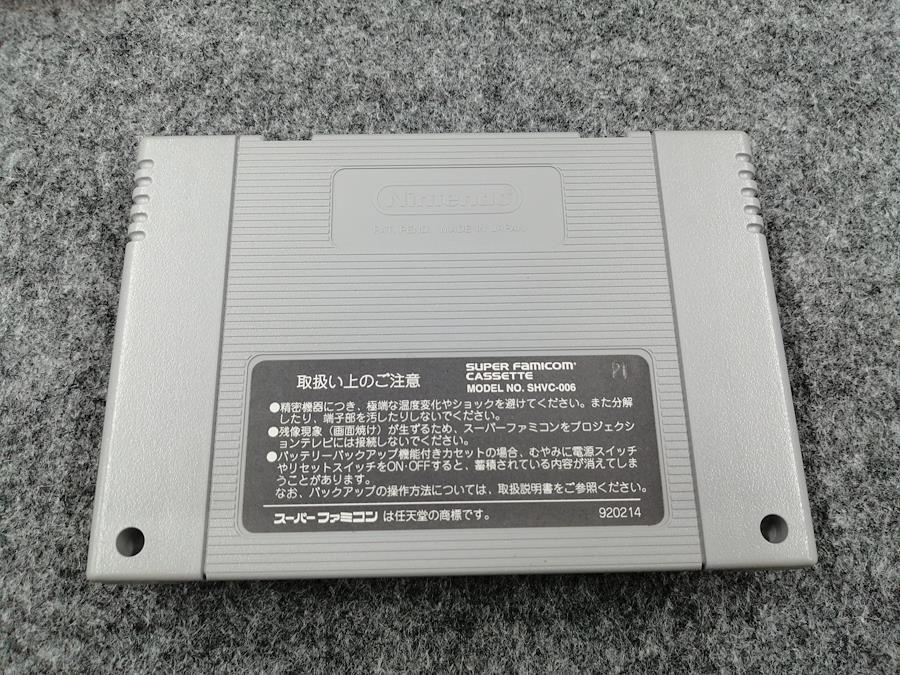 Nintendo
PAT. PEND. MADE IN JAPAN
取扱い上のご注意
SUPER FAMICOM
CASSETTE
MODEL NO. SHVC-006
●精密機器につき、極端な温度変化やショックを避けてください。また分解
したり、端子部を汚したりしないでください。
●残像現象(画面焼け)が生ずるため、スーパーファミコンをプロジェクシ
ョンテレビには接続しないでください。
●バッテリーバックアップ機能付きカセットの場合、むやみに電源スイッチ
やリセットスイッチをON・OFFすると、蓄積されている内容が消えてしま
うことがあります。
なお、バックアップの操作方法については、取扱説明書をご参照ください。
スーパーファミコンは任天堂の商標です。
920214